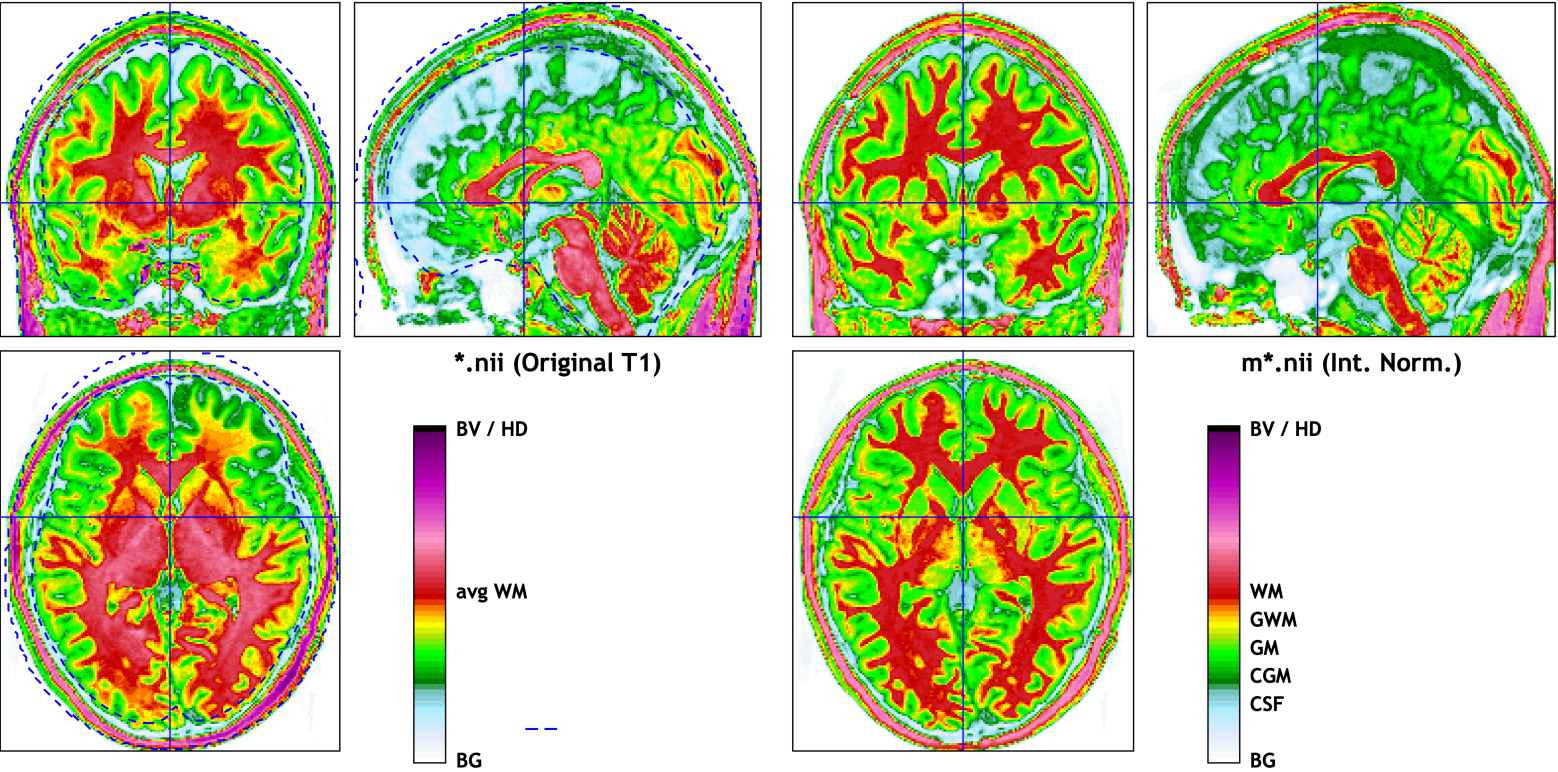 *.nii (Original T1)
BV / HD
avg WM
BG
m*.nii (Int. Norm.)
BV / HD
WM
GWM
GM
CGM
CSF
BG